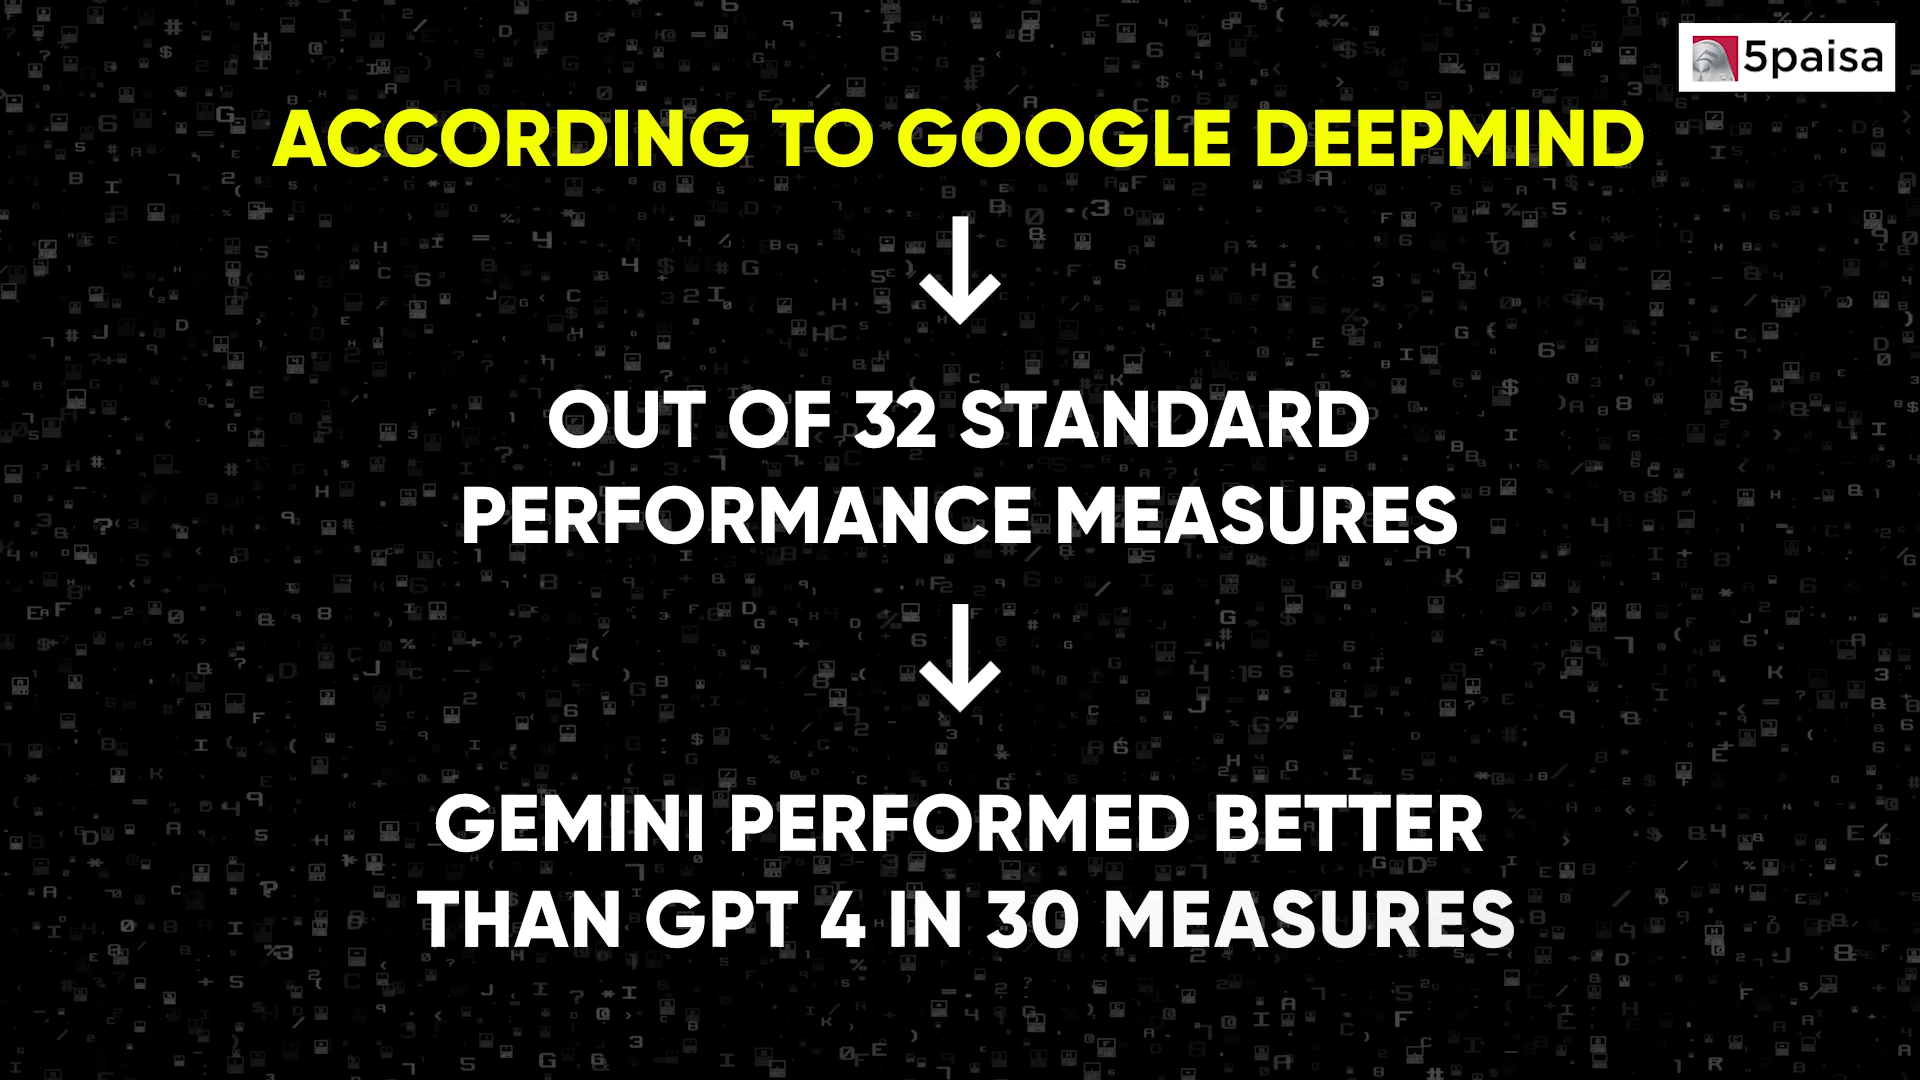 5paisa
ACCORDING TO GOOGLE DEEPMIND
OUT OF 32 STANDARD
PERFORMANCE MEASURES
GEMINI PERFORMED BETTER
THAN GPT 4 IN 30 MEASURES